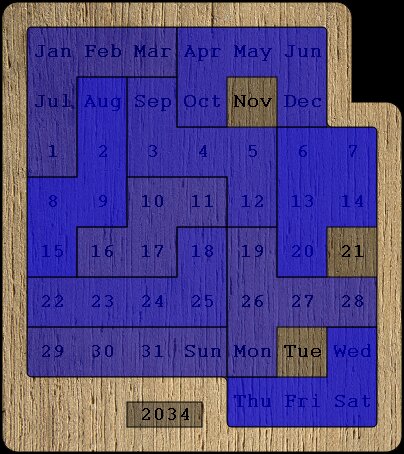 Jan Feb Mar Apr May Jun
Jul Aug Sep Oct Nov Dec
1 2 3 4 5 6 7
8 9 10 11 12 13 14
15 16 17 18 19 20 21
22 23 24 25 26 27 28
29 30 31 Sun Mon Tue Wed
Thu Fri Sat
2034